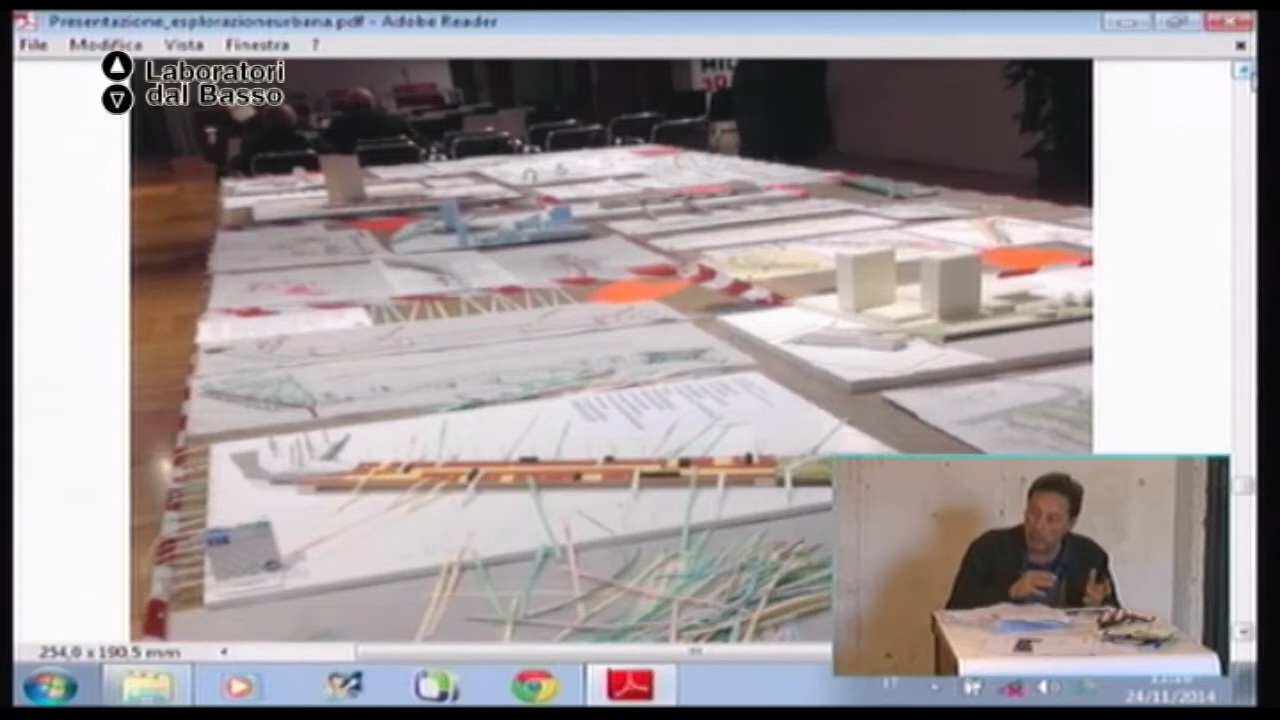 Presentazione_esplorazioneurbana.pdf - Adobe Reader
File Modifica Vista Finestra ?
Laboratori
dal Basso
254,0 x 190,5 mm
IT
24/11/2014